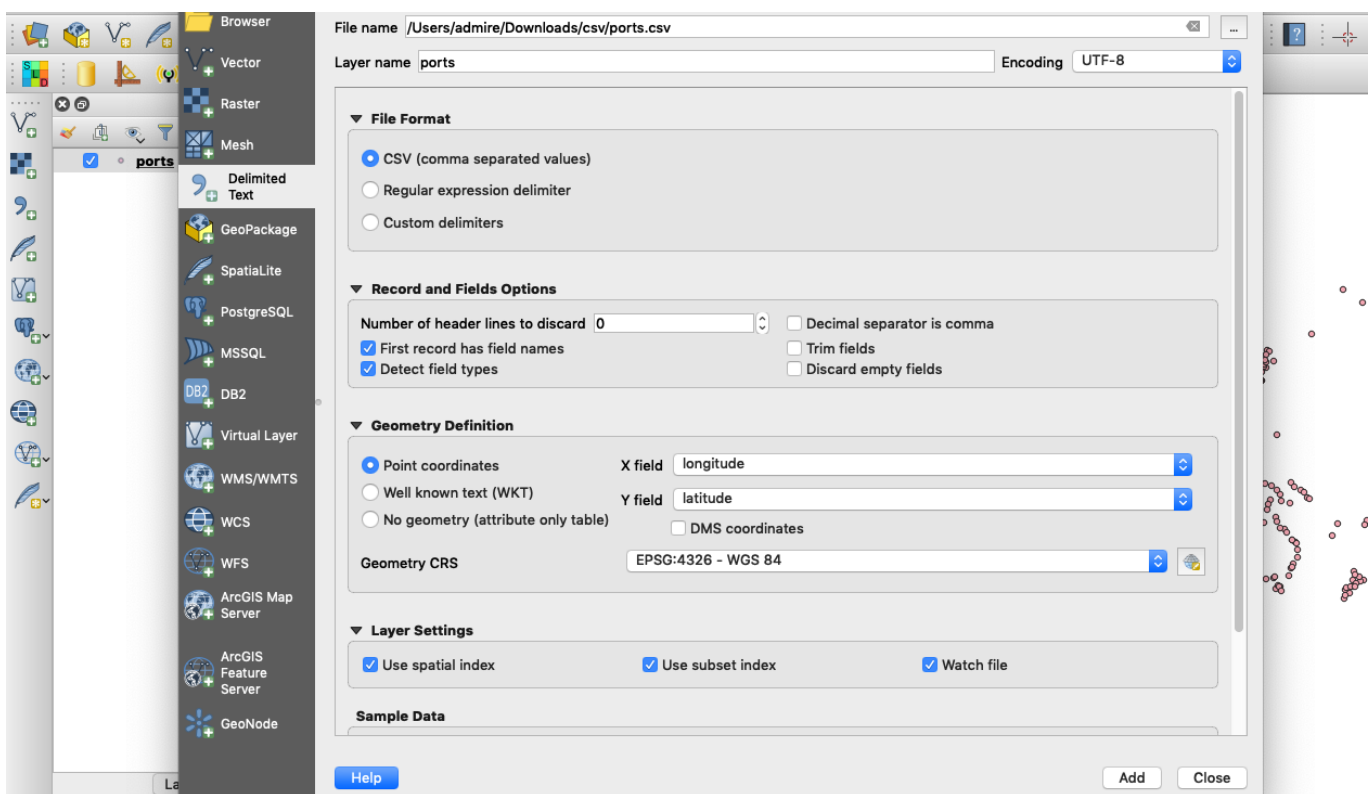 Browser
Vector
Raster
Mesh
Delimited
Text
GeoPackage
SpatiaLite
PostgreSQL
MSSQL
DB2
DB2
Virtual Layer
WMS/WMTS
WCS
WFS
ArcGIS Map
Server
ArcGIS
Feature
Server
GeoNode
SLD
ports
La
File name /Users/admire/Downloads/csv/ports.csv ...
Layer name ports Encoding UTF-8
File Format
CSV (comma separated values)
Regular expression delimiter
Custom delimiters
Record and Fields Options
Number of header lines to discard 0 Decimal separator is comma
First record has field names Trim fields
Detect field types Discard empty fields
Geometry Definition
Point coordinates X field longitude
Well known text (WKT) Y field latitude
No geometry (attribute only table) DMS coordinates
Geometry CRS EPSG:4326 - WGS 84
Layer Settings
Use spatial index Use subset index Watch file
Sample Data
Help Add Close
?